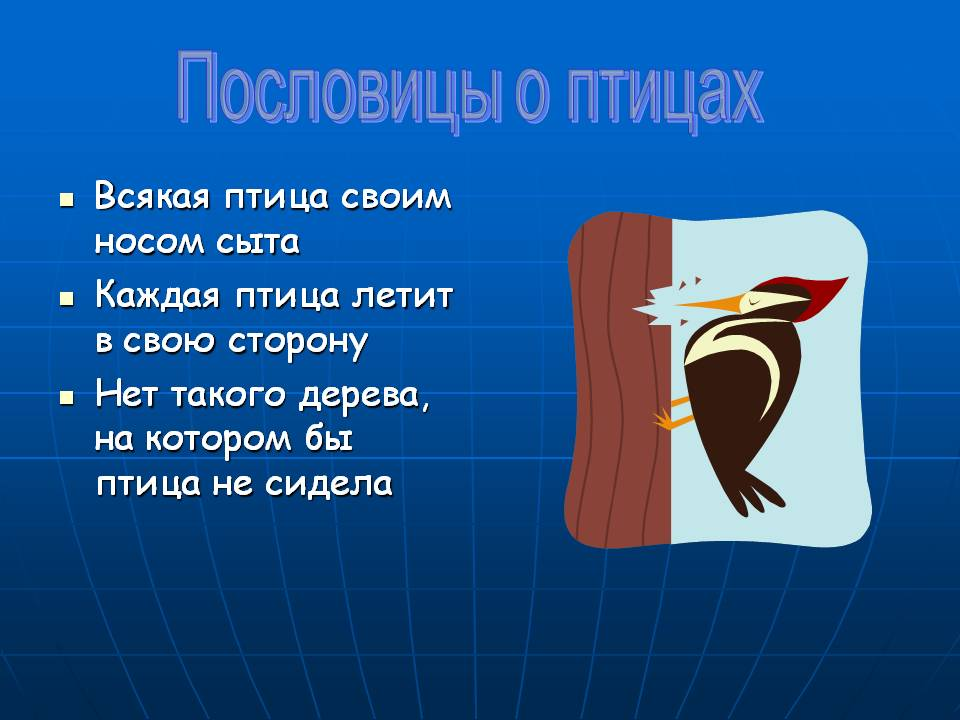 Пословицы о птицах
Всякая птица своим
носом сыта
Каждая птица летит
в свою сторону
Нет такого дерева,
на котором бы
птица не сидела